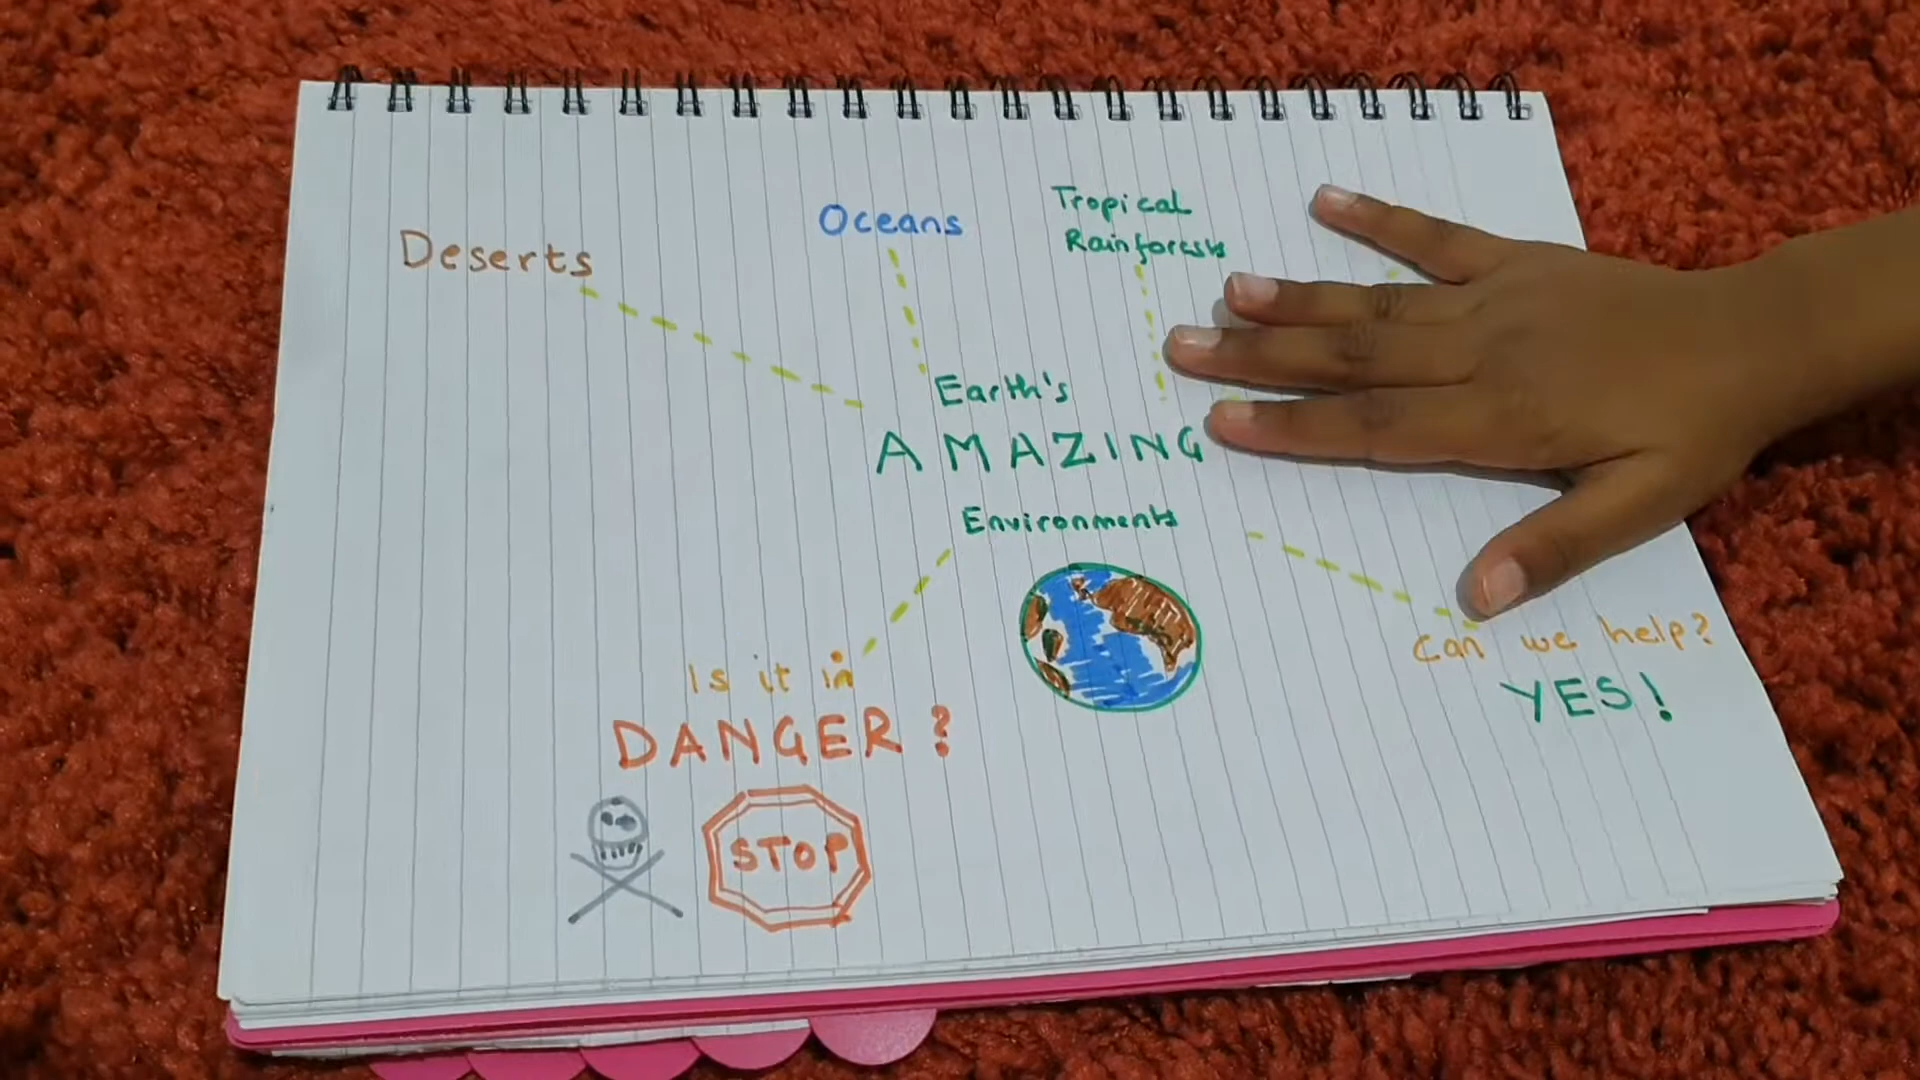 Deserts
Oceans
Tropical
Rainforests
Earth's
AMAZING
Environments
Is it in
DANGER?
STOP
Can we help?
YES!